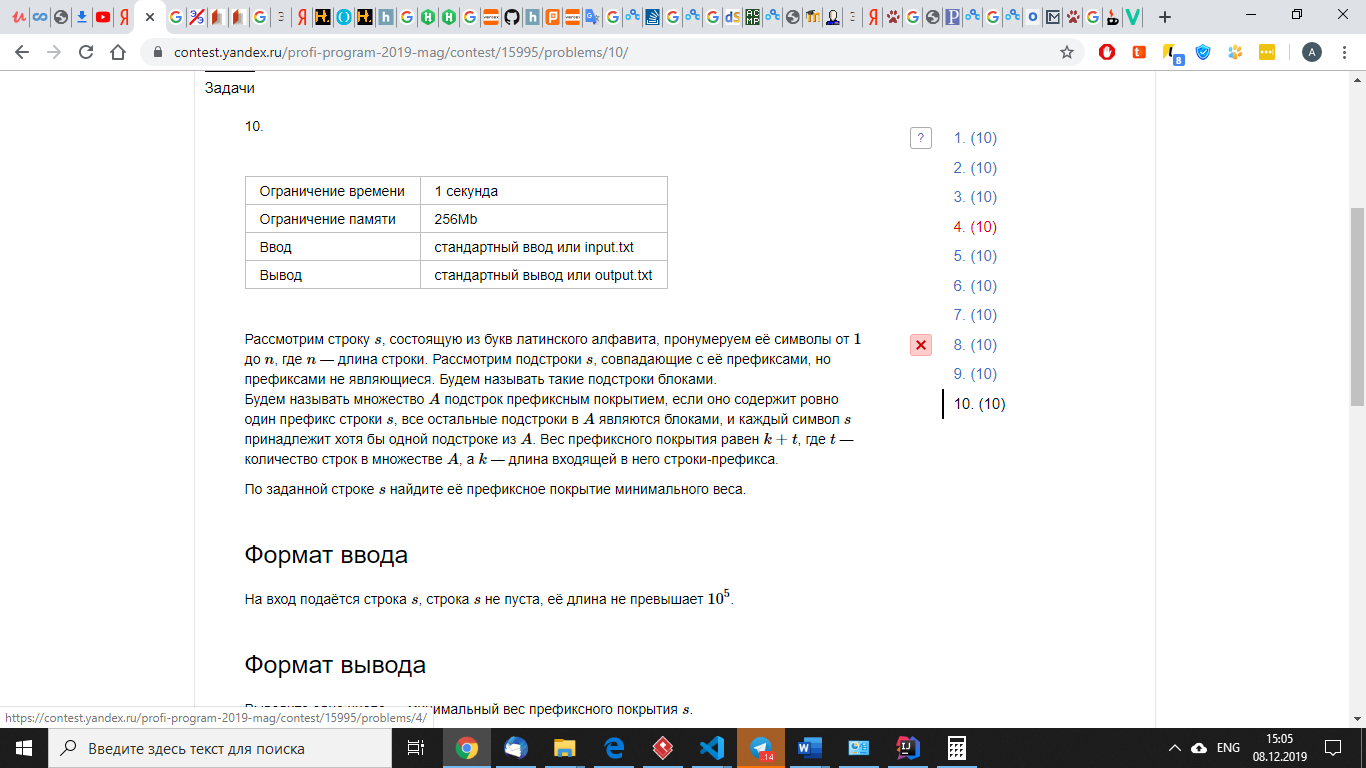 contest.yandex.ru/profi-program-2019-mag/contest/15995/problems/10/
Задачи
10.
? 1. (10)
2. (10)
3. (10)
4. (10)
5. (10)
6. (10)
7. (10)
8. (10)
9. (10)
10. (10)
Ограничение времени 1 секунда
Ограничение памяти 256Mb
Ввод стандартный ввод или input.txt
Вывод стандартный вывод или output.txt
Рассмотрим строку s, состоящую из букв латинского алфавита, пронумеруем её символы от 1
до n, где n — длина строки. Рассмотрим подстроки s, совпадающие с её префиксами, но
префиксами не являющиеся. Будем называть такие подстроки блоками.
Будем называть множество A подстрок префиксным покрытием, если оно содержит ровно
один префикс строки s, все остальные подстроки в A являются блоками, и каждый символ s
принадлежит хотя бы одной подстроке из A. Вес префиксного покрытия равен k + t, где t —
количество строк в множестве A, а k — длина входящей в него строки-префикса.
По заданной строке s найдите её префиксное покрытие минимального веса.
Формат ввода
На вход подаётся строка s, строка s не пуста, её длина не превышает 10⁵.
Формат вывода
минимальный вес префиксного покрытия s.
https://contest.yandex.ru/profi-program-2019-mag/contest/15995/problems/4/
Введите здесь текст для поиска
..14
ENG
15:05
08.12.2019